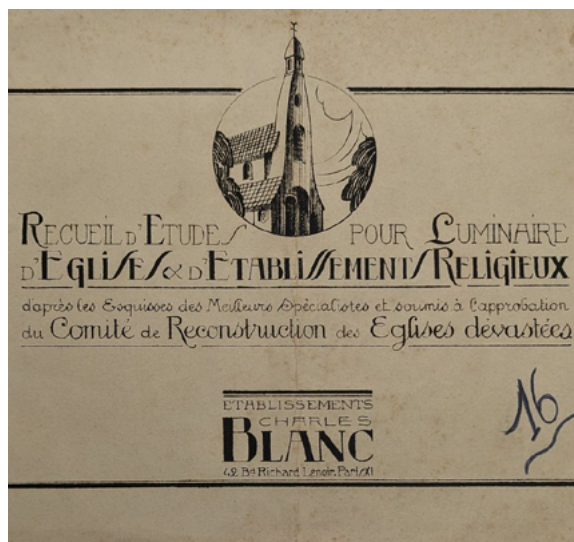 RECUEIL D'ETUDES POUR LUMINAIRE
D'EGLISES & D'ETABLISSEMENTS RELIGIEUX
d'après les Esquisses des Meilleurs Spécialistes et soumis à l'approbation
du Comité de Reconstruction des Eglises dévastées
ETABLISSEMENTS
CHARLES
BLANC
42 Bd Richard Lenoir, Paris XI
16